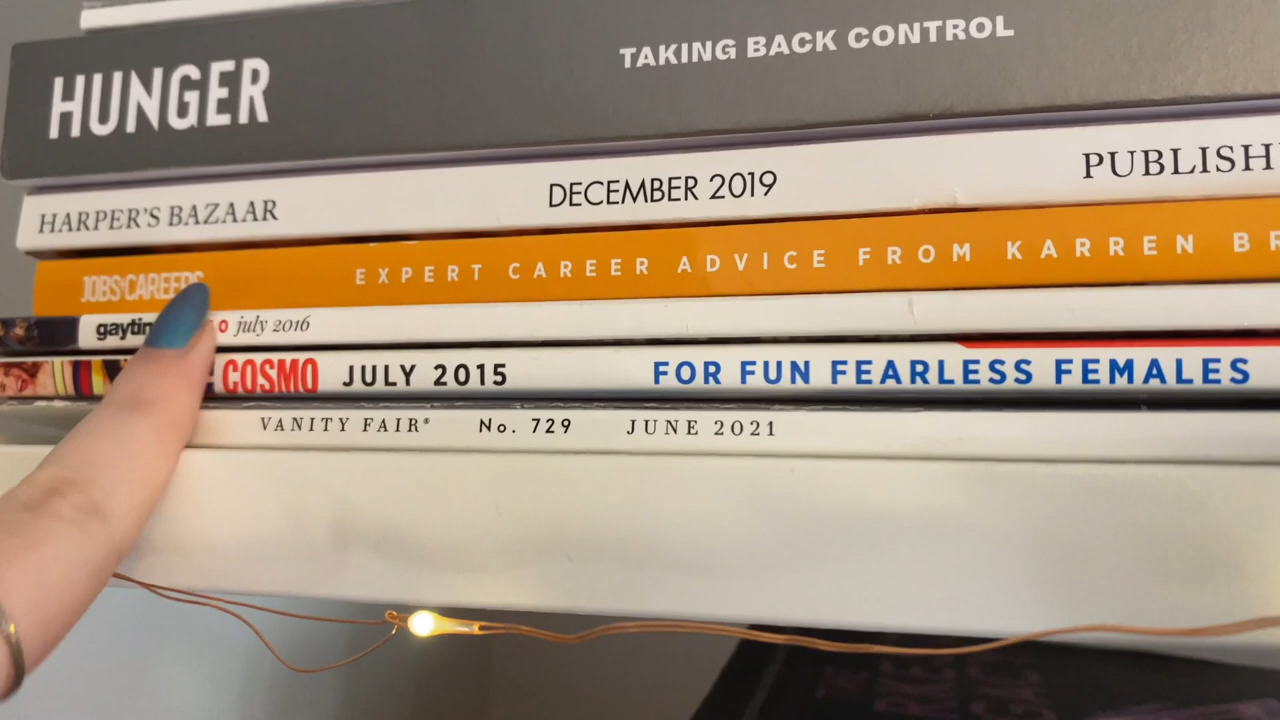 HUNGER TAKING BACK CONTROL
HARPER'S BAZAAR DECEMBER 2019
JOBS&CAREERS EXPERT CAREER ADVICE FROM KARREN
july 2016
COSMO JULY 2015 FOR FUN FEARLESS FEMALES
VANITY FAIR® No. 729 JUNE 2021